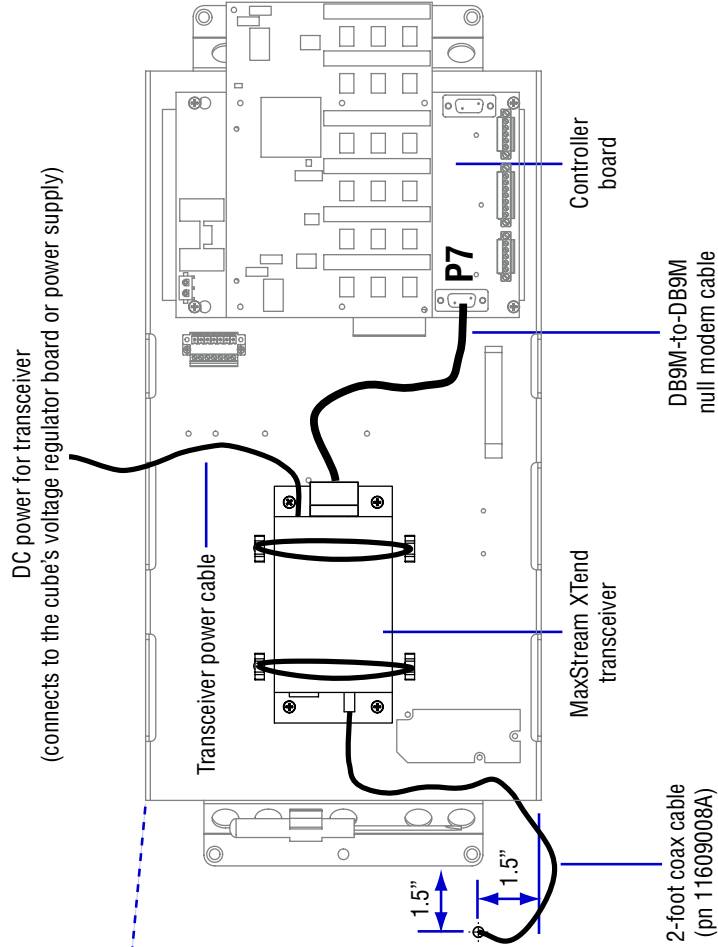 DC power for transceiver
(connects to the cube's voltage regulator board or power supply)
Transceiver power cable
P7
Controller
board
DB9M-to-DB9M
null modem cable
MaxStream XTend
transceiver
1.5"
1.5"
2-foot coax cable
(pn 11609008A)